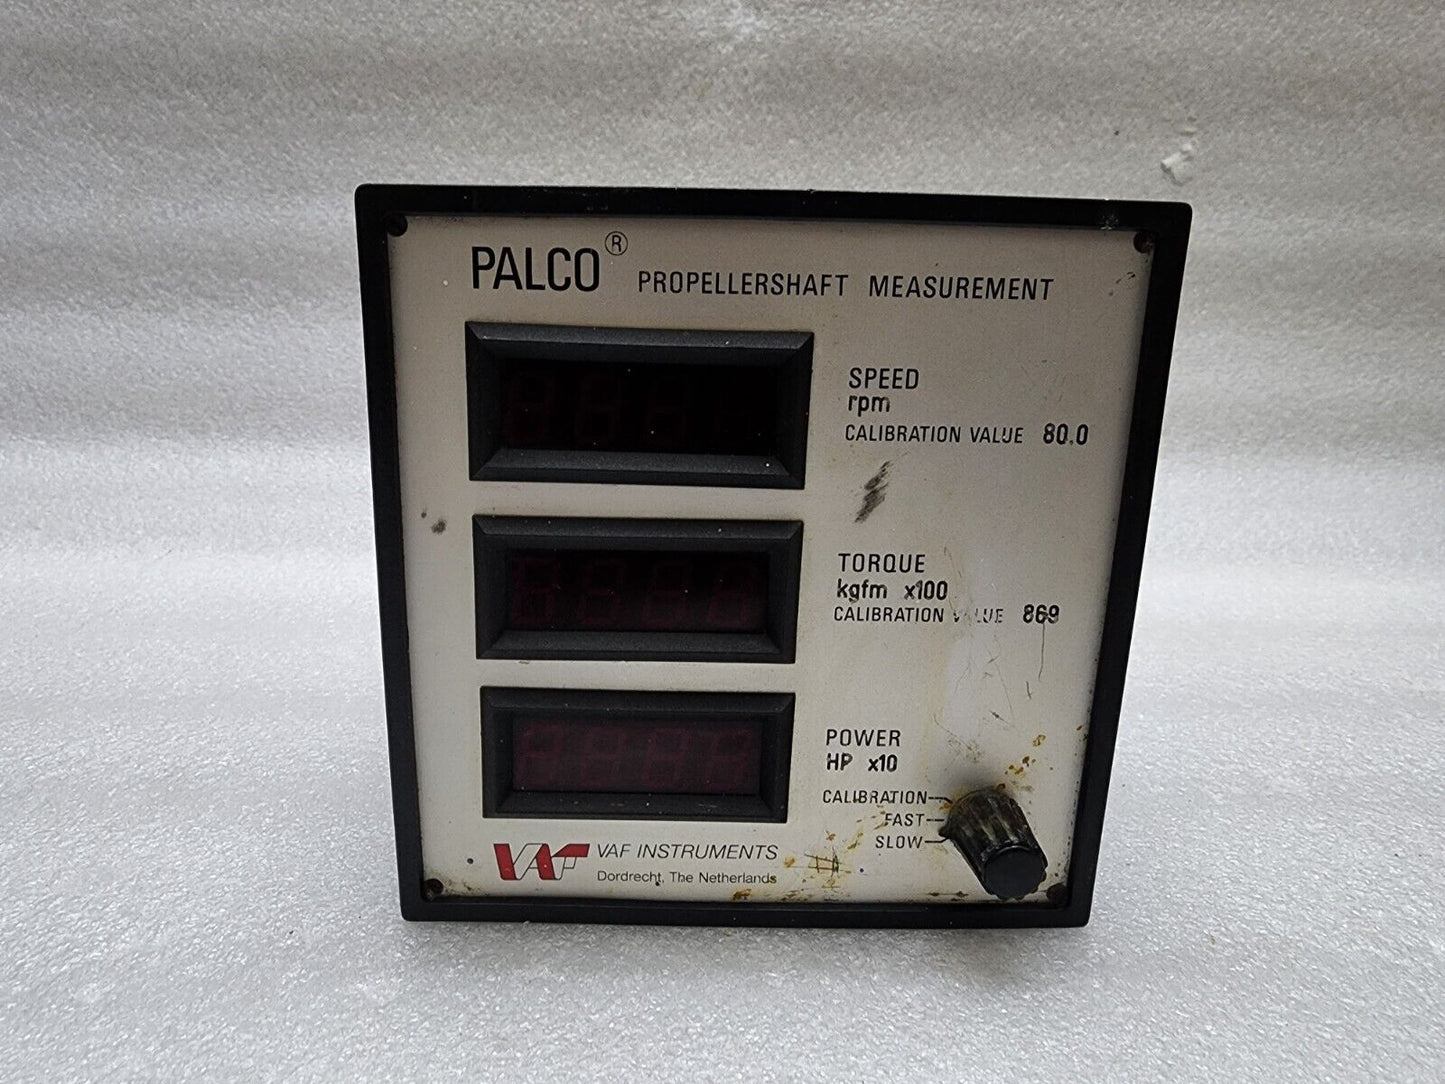 PALCO® PROPELLERSHAFT MEASUREMENT
SPEED
rpm
CALIBRATION VALUE 80.0
TORQUE
kgfm x100
CALIBRATION VALUE 869
POWER
HP x10
CALIBRATION
FAST
SLOW
VAF VAF INSTRUMENTS
Dordrecht, The Netherlands